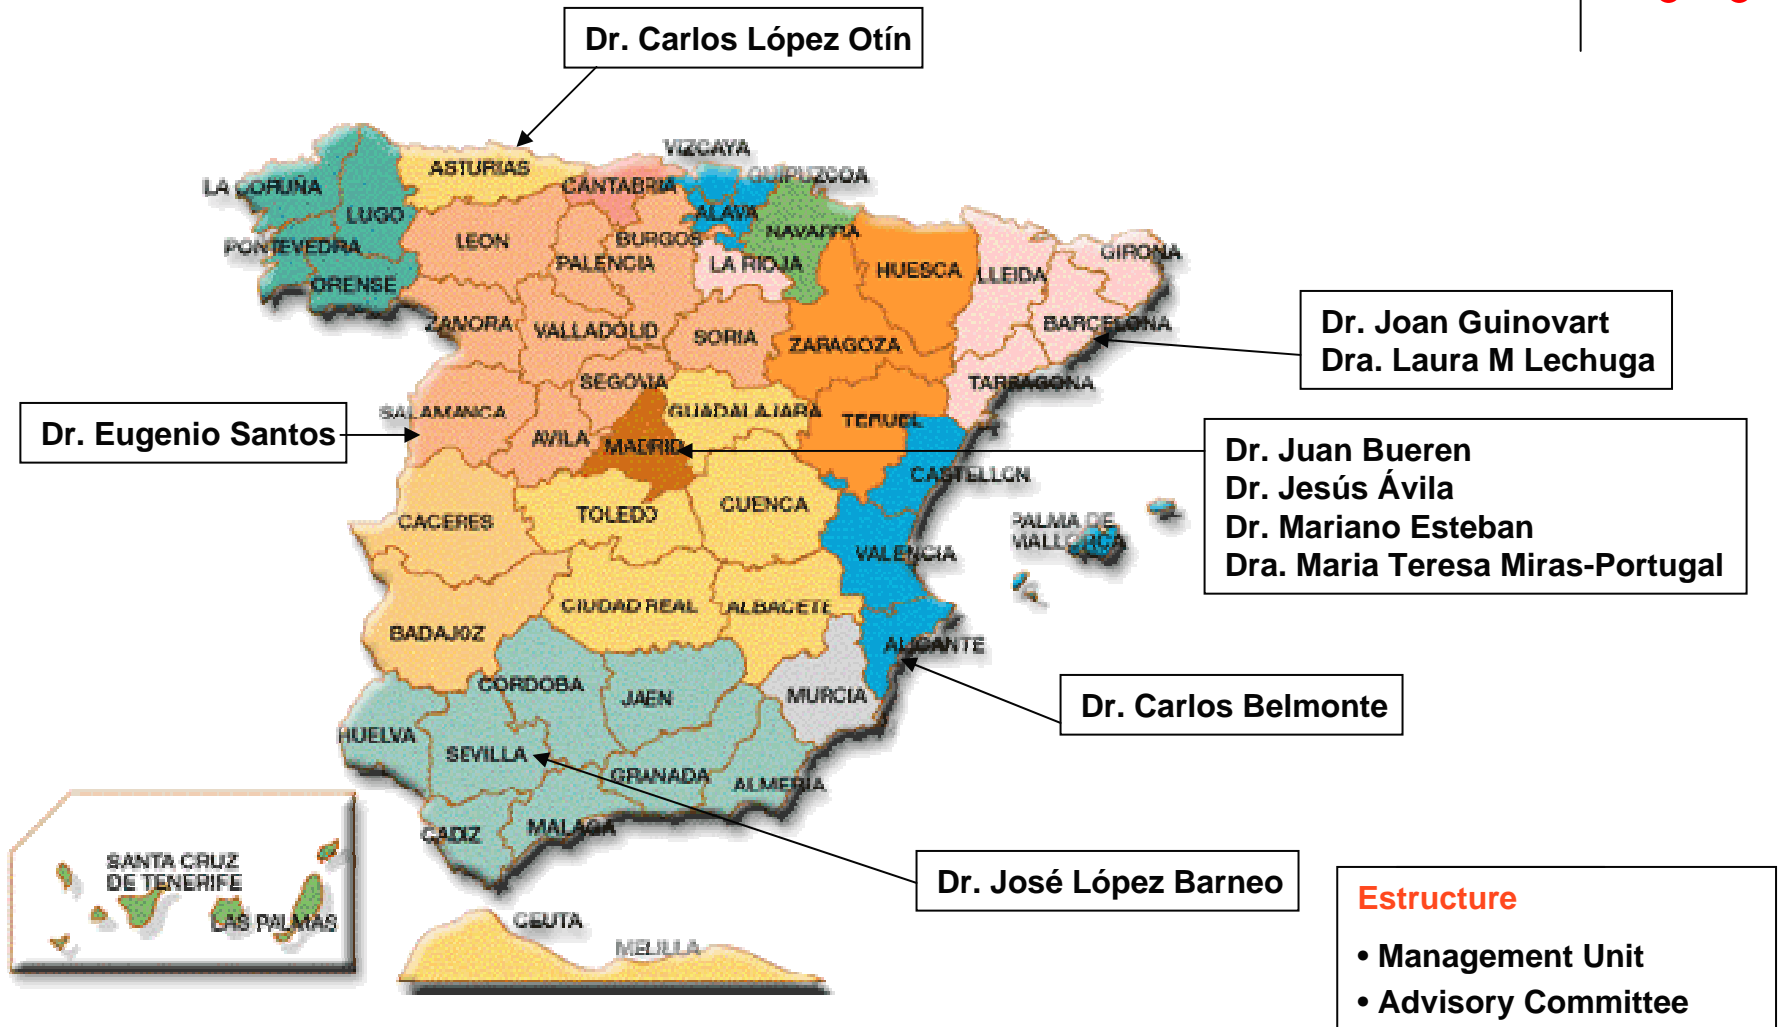 Dr. Carlos López Otín
VIZCAYA
ASTURIAS
CANTABRIA
GUIPUZCOA
LA CORUÑA
LUGO
ALAVA
NAVARRA
PONTEVEDRA
LEON
BURGOS
PALENCIA
LA RIOJA
HUESCA
LLEIDA
GIRONA
ORENSE
ZAMORA
VALLADOLID
SORIA
ZARAGOZA
BARCELONA
Dr. Joan Guinovart
Dra. Laura M Lechuga
SEGOVIA
TARRAGONA
SALAMANCA
GUADALAJARA
TERUEL
Dr. Eugenio Santos
AVILA
MADRID
CASTELLON
Dr. Juan Bueren
Dr. Jesús Ávila
Dr. Mariano Esteban
Dra. Maria Teresa Miras-Portugal
CACERES
TOLEDO
CUENCA
PALMA DE
MALLORCA
VALENCIA
CIUDAD REAL
ALBACETE
BADAJOZ
ALICANTE
CORDOBA
JAEN
MURCIA
Dr. Carlos Belmonte
HUELVA
SEVILLA
GRANADA
ALMERIA
CADIZ
MALAGA
SANTA CRUZ
DE TENERIFE
LAS PALMAS
Dr. José López Barneo
CEUTA
MELILLA
Estructure
• Management Unit
• Advisory Committee